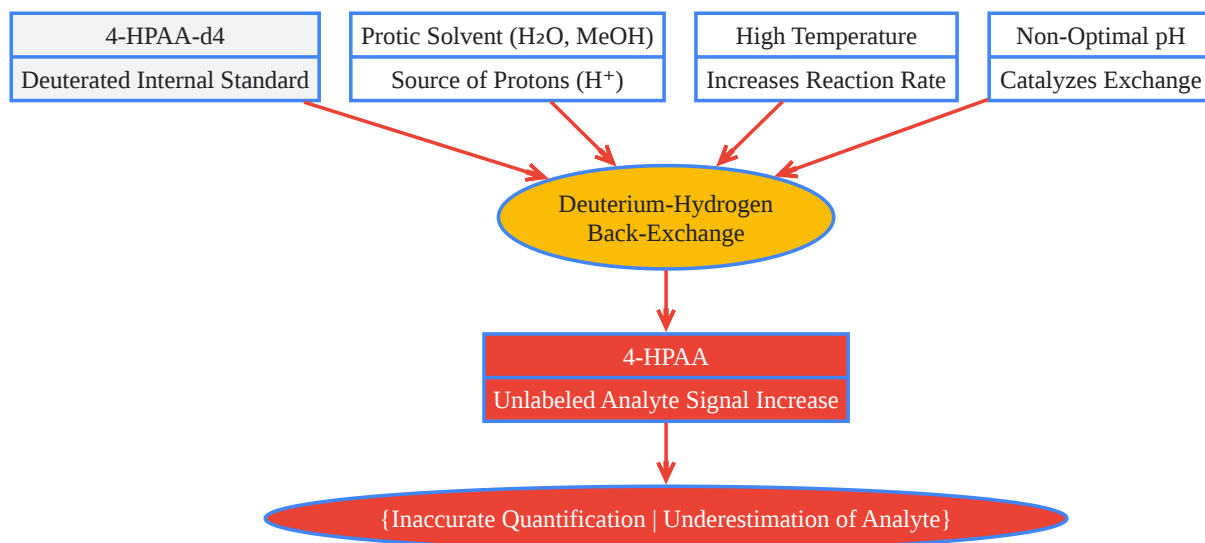 4-HPAA-d4
Deuterated Internal Standard
Protic Solvent (H₂O, MeOH)
Source of Protons (H⁺)
High Temperature
Increases Reaction Rate
Non-Optimal pH
Catalyzes Exchange
Deuterium-Hydrogen
Back-Exchange
4-HPAA
Unlabeled Analyte Signal Increase
{Inaccurate Quantification | Underestimation of Analyte}